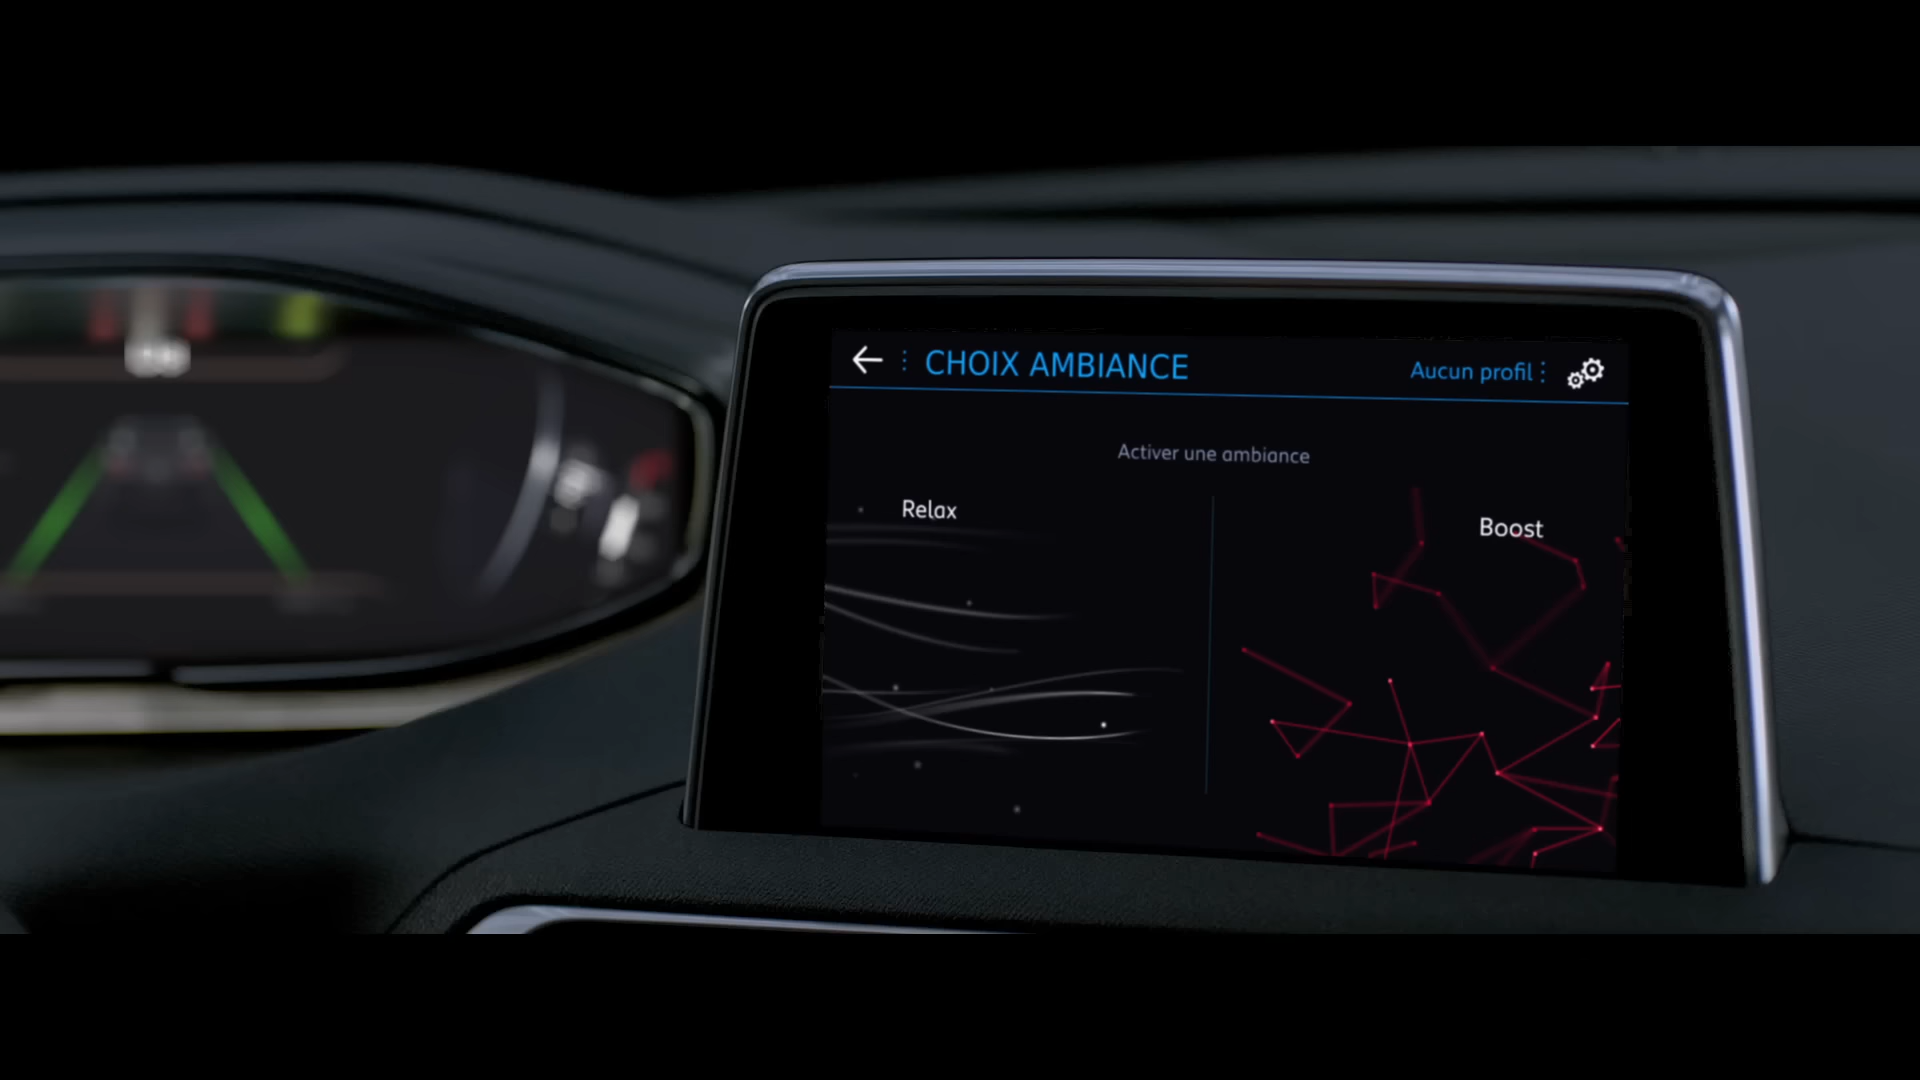 CHOIX AMBIANCE
Aucun profil
Activer une ambiance
Relax
Boost